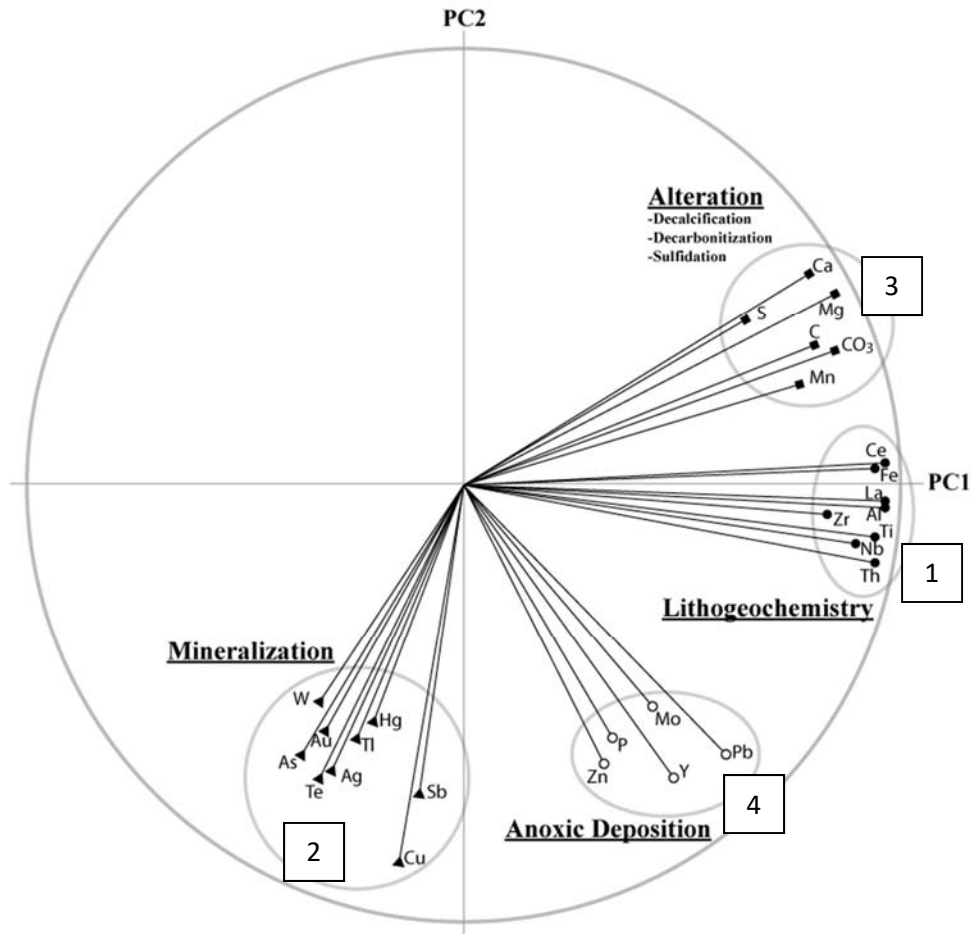 PC2
Alteration
-Decalcification
-Decarbonitization
-Sulfidation
Ca
3
S
Mg
C
CO₃
Mn
Ce
Fe
PC1
La
Al
Zr
Ti
Nb
Th
1
Lithogeochemistry
Mineralization
W
Hg
Au
Tl
As
Ag
Te
Sb
Cu
2
Mo
P
Pb
Zn
Y
4
Anoxic Deposition